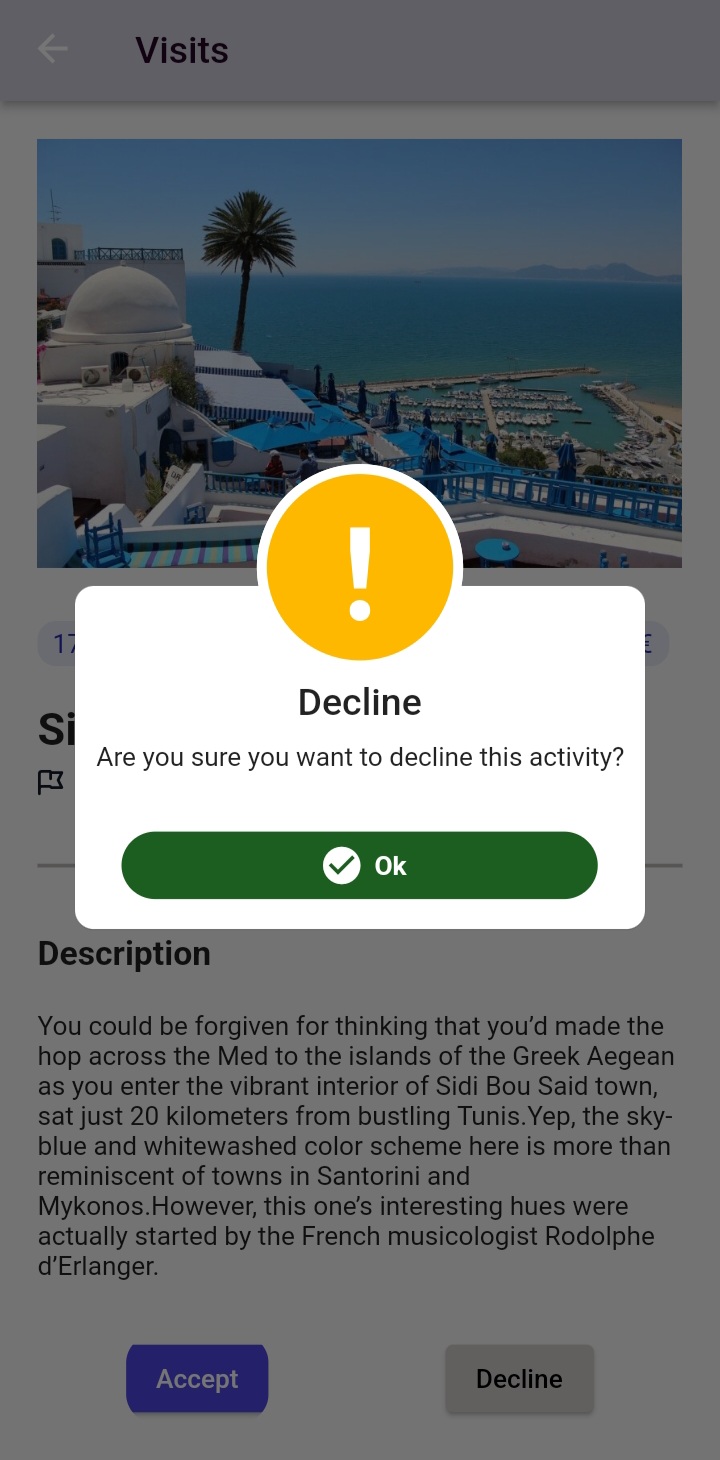 Visits
17
€
!
Decline
Si
Are you sure you want to decline this activity?
Ok
Description
You could be forgiven for thinking that you’d made the
hop across the Med to the islands of the Greek Aegean
as you enter the vibrant interior of Sidi Bou Said town,
sat just 20 kilometers from bustling Tunis.Yep, the sky-
blue and whitewashed color scheme here is more than
reminiscent of towns in Santorini and
Mykonos.However, this one’s interesting hues were
actually started by the French musicologist Rodolphe
d’Erlanger.
Accept
Decline